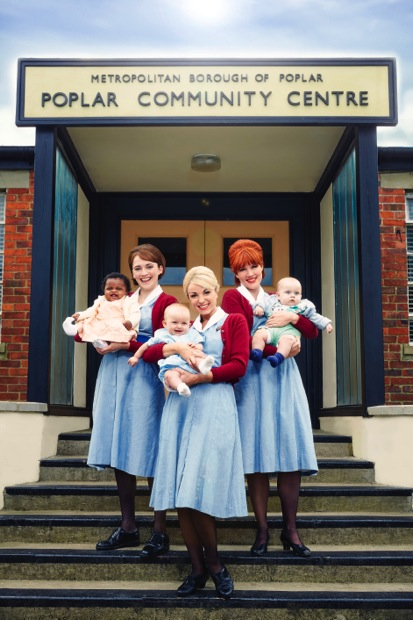 METROPOLITAN BOROUGH OF POPLAR
POPLAR COMMUNITY CENTRE